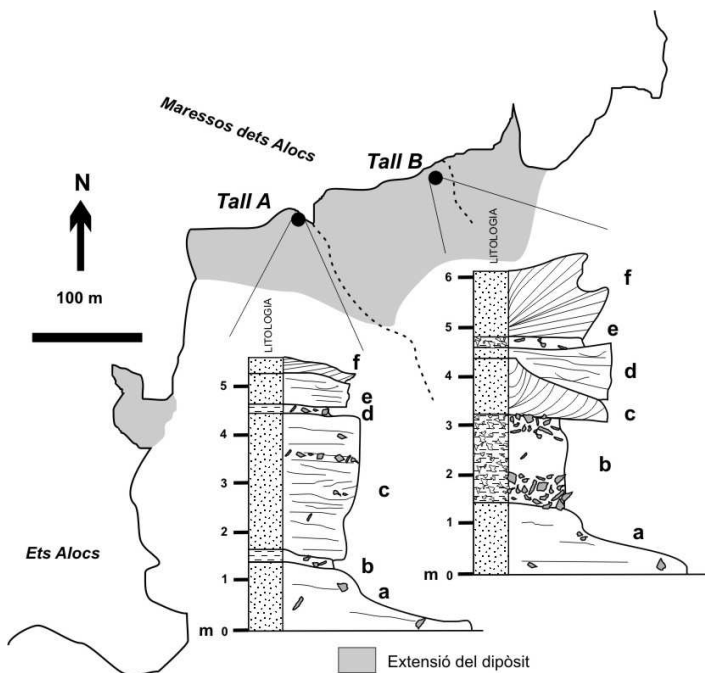 Maressos dets Alocs
Tall B
Tall A
N
100 m
LITOLOGIA
6
5
4
3
2
1
m 0
f
e
d
c
b
a
LITOLOGIA
5
4
3
2
1
m 0
f
e
d
c
b
a
Ets Alocs
Extensió del dipòsit